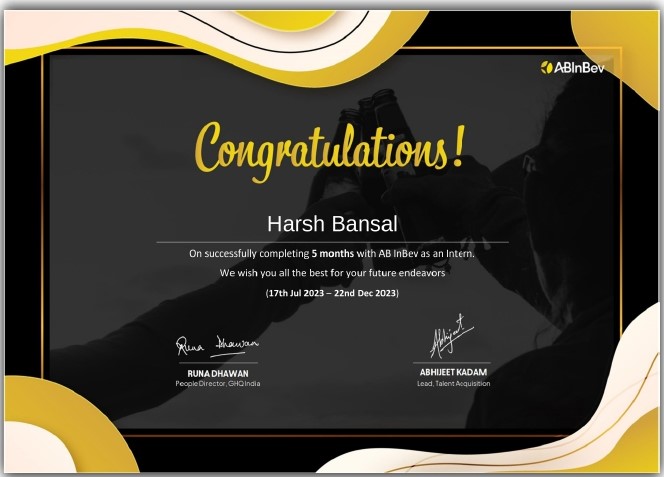 ABInBev
Congratulations!
Harsh Bansal
On successfully completing 5 months with AB InBev as an Intern.
We wish you all the best for your future endeavors
(17th Jul 2023 – 22nd Dec 2023)
Runa Dhawan
Abhijeet
RUNA DHAWAN
People Director, GHQ India
ABHIJEET KADAM
Lead, Talent Acquisition